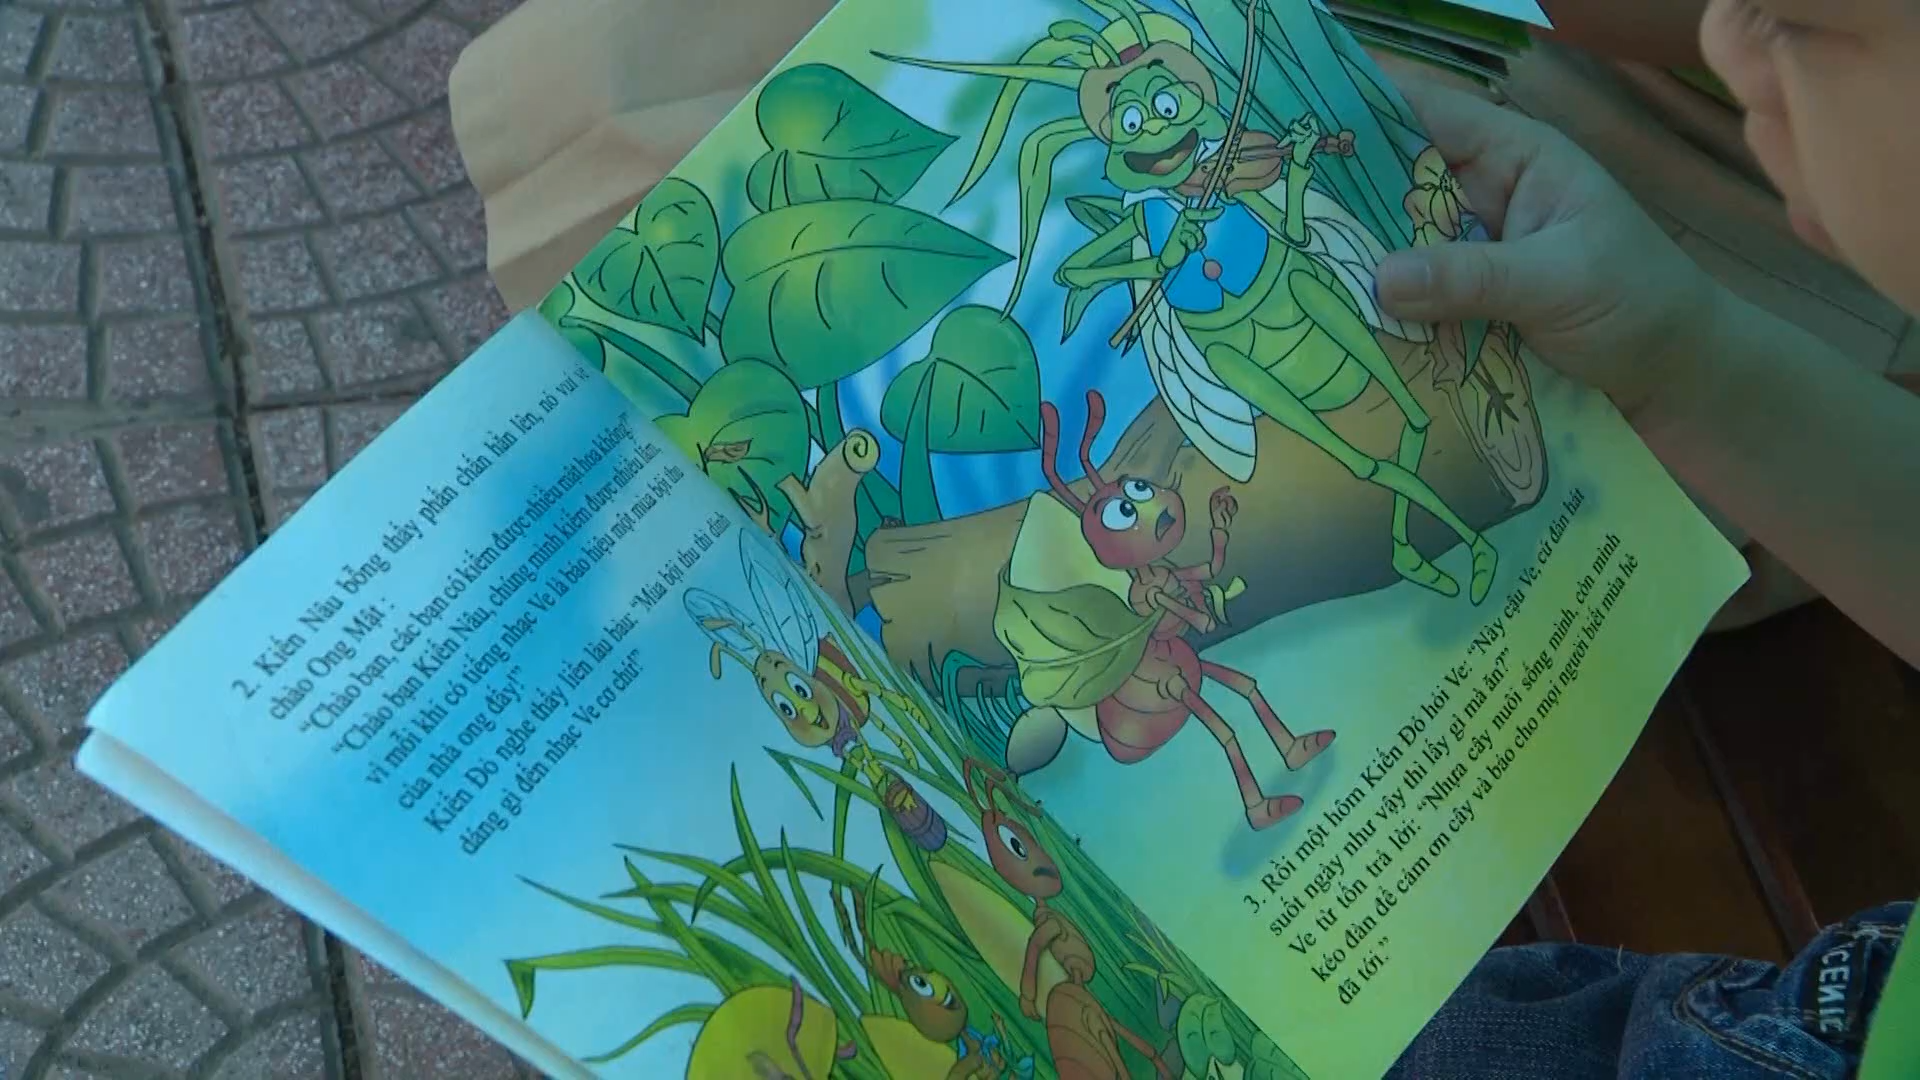 2. Kiến Nâu bỗng thấy phấn chấn hẳn lên, nó vui vẻ
chào Ong Mật :
“Chào bạn, các bạn có kiếm được nhiều mật hoa không?”
“Chào bạn Kiến Nâu, chúng mình kiếm được nhiều lắm,
vì mỗi khi có tiếng nhạc Ve là báo hiệu một mùa bội thu
của nhà ong đấy!”
Kiến Đỏ nghe thấy liền làu bàu: “Mùa bội thu thì dính
dáng gì đến nhạc Ve cơ chứ!”
3. Rồi một hôm Kiến Đỏ hỏi Ve: “Này cậu Ve, cứ đàn hát
suốt ngày như vậy thì lấy gì mà ăn?”
Ve từ tốn trả lời: “Nhựa cây nuôi sống mình, còn mình
kéo đàn để cảm ơn cây và báo cho mọi người biết mùa hè
đã tới.”